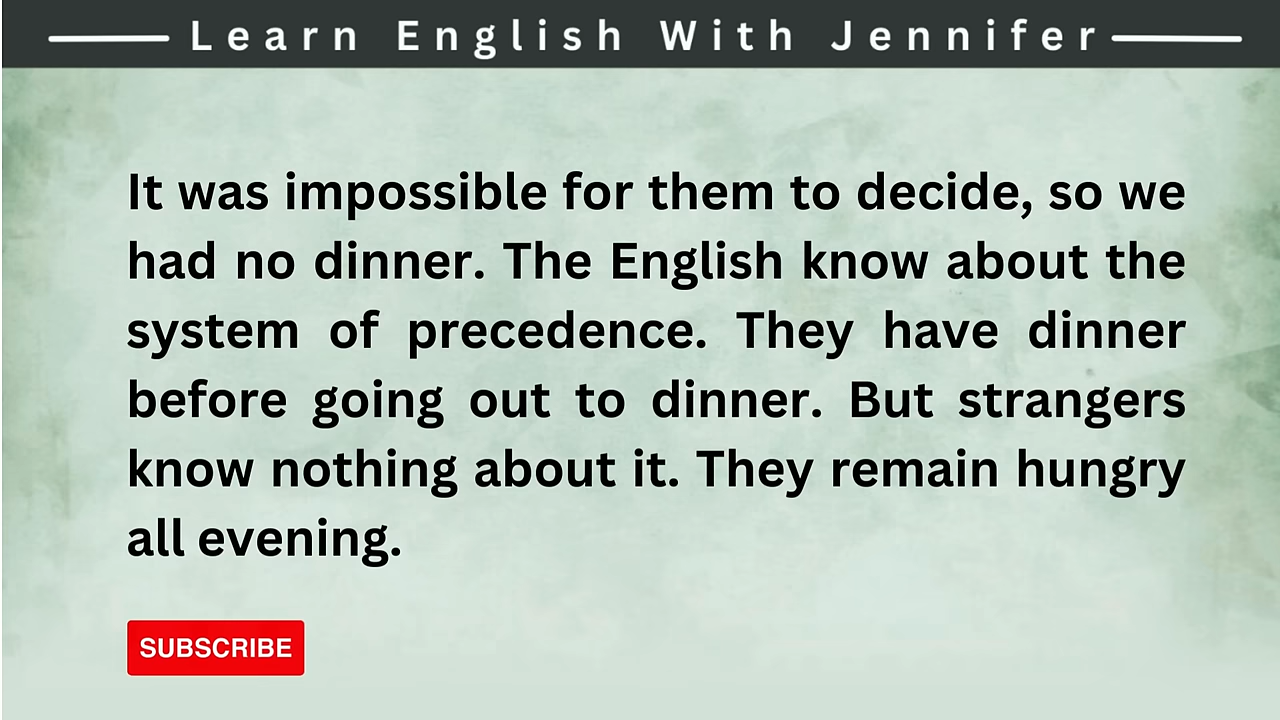 Learn English With Jennifer
It was impossible for them to decide, so we
had no dinner. The English know about the
system of precedence. They have dinner
before going out to dinner. But strangers
know nothing about it. They remain hungry
all evening.
SUBSCRIBE